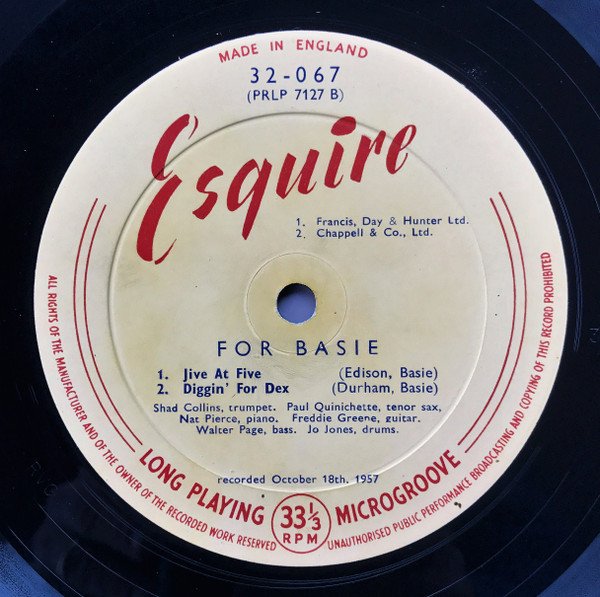 MADE IN ENGLAND
32-067
(PRLP 7127 B)
Esquire
1. Francis, Day & Hunter Ltd.
2. Chappell & Co., Ltd.
FOR BASIE
1. Jive At Five (Edison, Basie)
2. Diggin' For Dex (Durham, Basie)
Shad Collins, trumpet. Paul Quinichette, tenor sax,
Nat Pierce, piano. Freddie Greene, guitar.
Walter Page, bass. Jo Jones, drums.
recorded October 18th. 1957
LONG PLAYING 33⅓ RPM MICROGROOVE
ALL RIGHTS OF THE MANUFACTURER AND OF THE OWNER OF THE RECORDED WORK RESERVED
UNAUTHORISED PUBLIC PERFORMANCE BROADCASTING AND COPYING OF THIS RECORD PROHIBITED